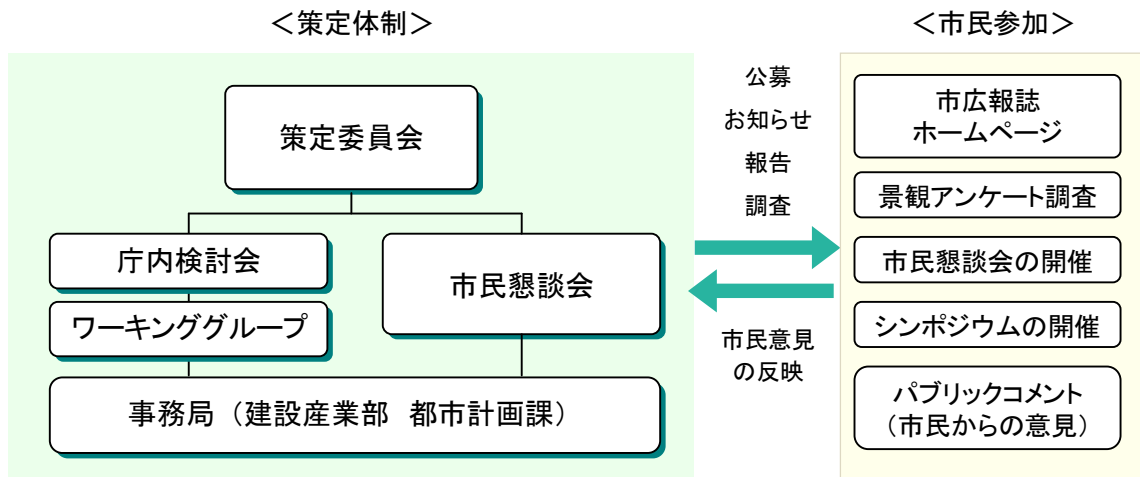 ＜策定体制＞
策定委員会
庁内検討会
ワーキンググループ
市民懇談会
事務局（建設産業部　都市計画課）
公募
お知らせ
報告
調査
市民意見
の反映
＜市民参加＞
市広報誌
ホームページ
景観アンケート調査
市民懇談会の開催
シンポジウムの開催
パブリックコメント
（市民からの意見）